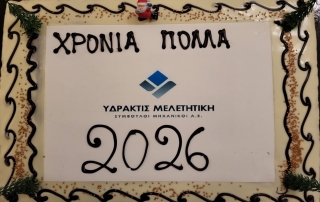 ΧΡΟΝΙΑ ΠΟΛΛΑ
ΥΔΡΑΚΤΙΣ ΜΕΛΕΤΗΤΙΚΗ
ΣΥΜΒΟΥΛΟΙ ΜΗΧΑΝΙΚΟΙ Α.Ε.
2026